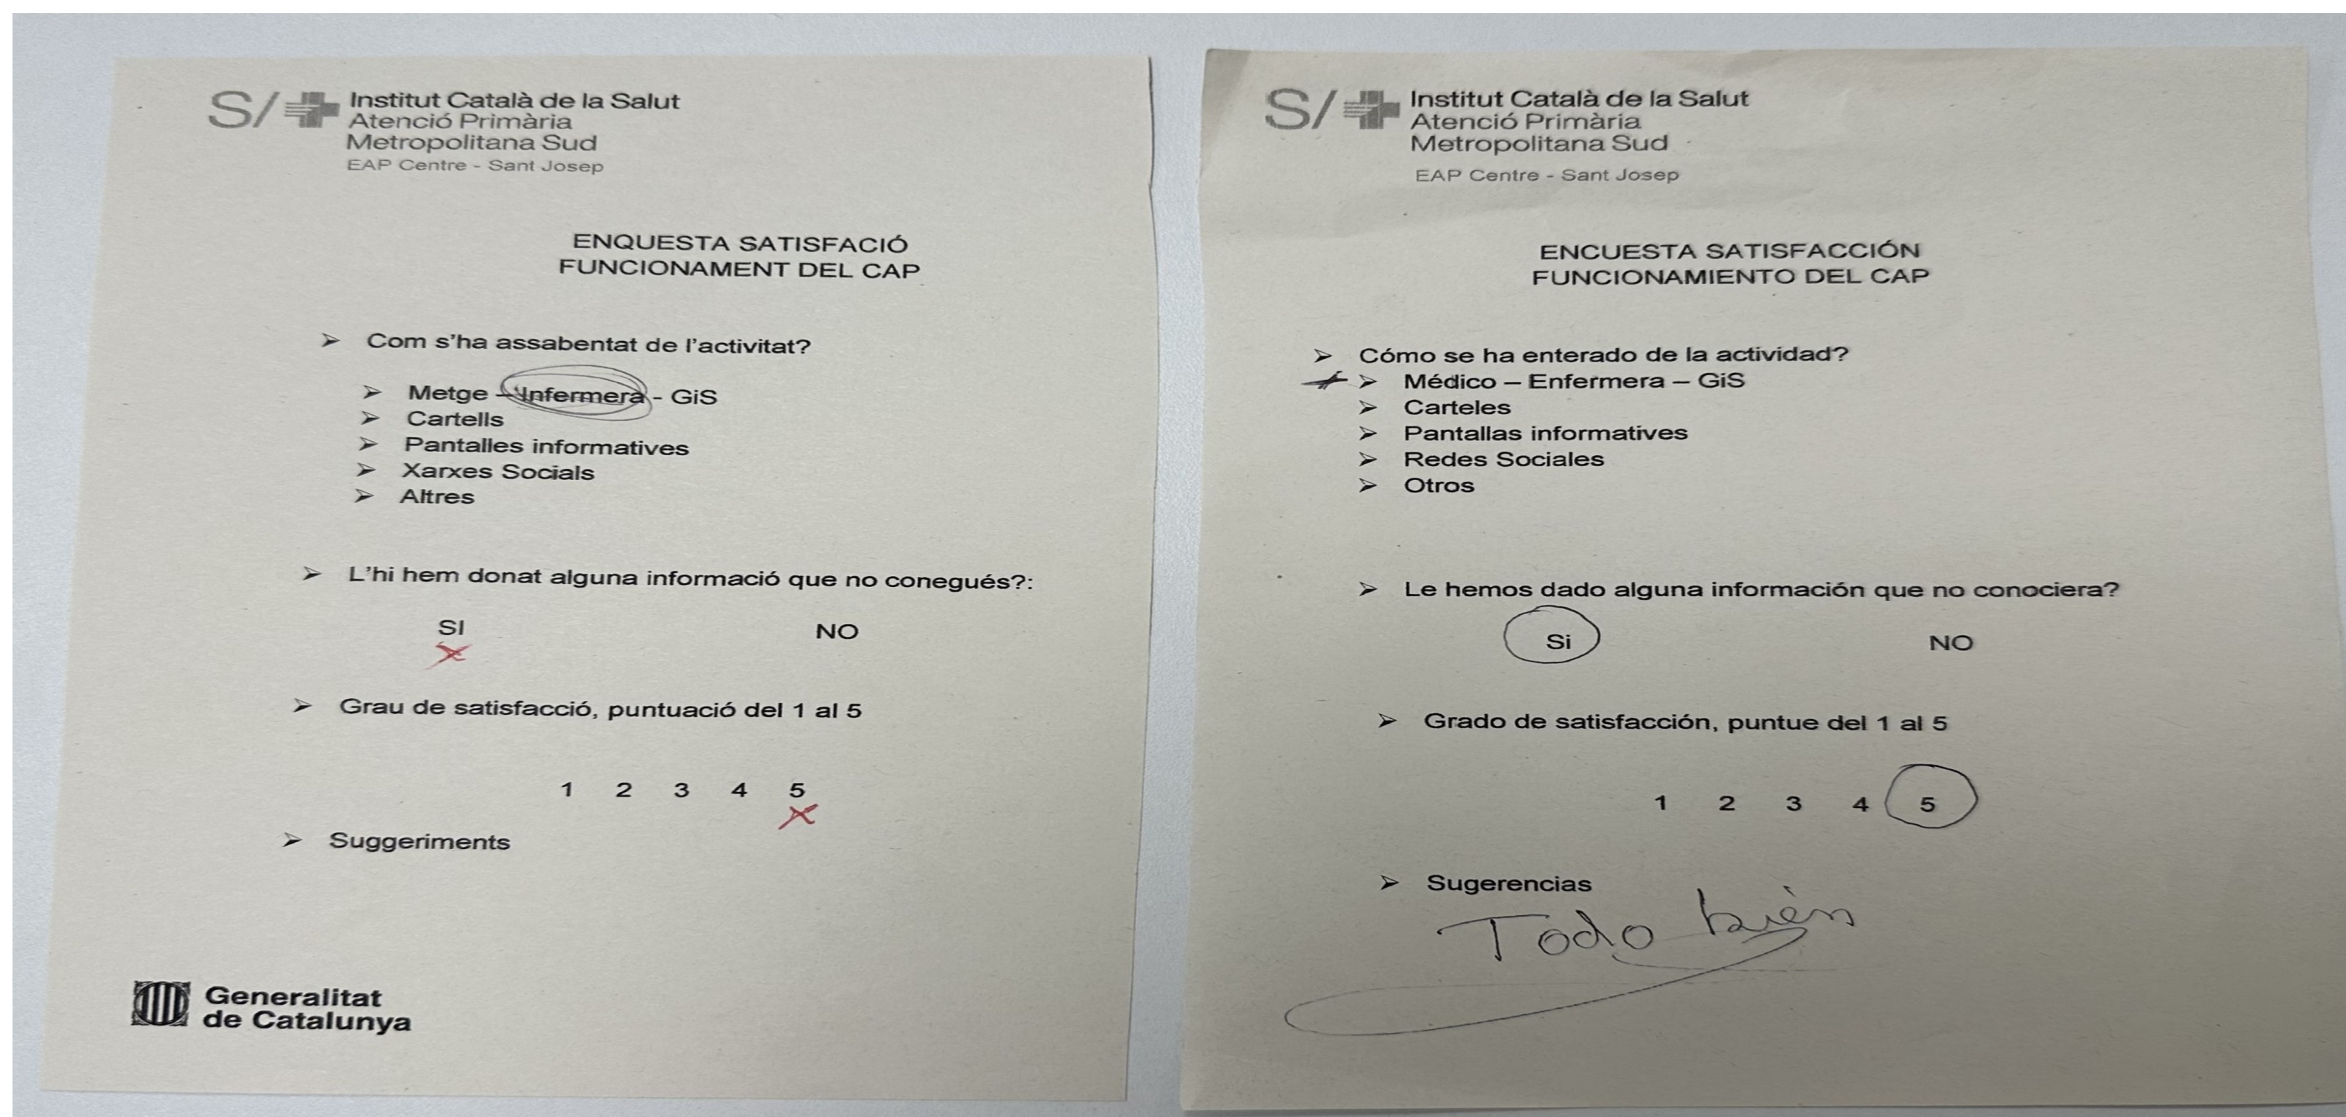 S/
Institut Català de la Salut
Atenció Primària
Metropolitana Sud
EAP Centre - Sant Josep
ENQUESTA SATISFACIÓ
FUNCIONAMENT DEL CAP
➢ Com s'ha assabentat de l'activitat?
➢ Metge – Infermera - GiS
➢ Cartells
➢ Pantalles informatives
➢ Xarxes Socials
➢ Altres
➢ L'hi hem donat alguna informació que no conegués?:
SI NO
X
➢ Grau de satisfacció, puntuació del 1 al 5
1 2 3 4 5
X
➢ Suggeriments
Generalitat
de Catalunya
S/
Institut Català de la Salut
Atenció Primària
Metropolitana Sud
EAP Centre - Sant Josep
ENCUESTA SATISFACCIÓN
FUNCIONAMIENTO DEL CAP
➢ Cómo se ha enterado de la actividad?
➢ Médico – Enfermera – GiS
➢ Carteles
➢ Pantallas informatives
➢ Redes Sociales
➢ Otros
➢ Le hemos dado alguna información que no conociera?
Si NO
➢ Grado de satisfacción, puntue del 1 al 5
1 2 3 4 5
➢ Sugerencias
Todo bién